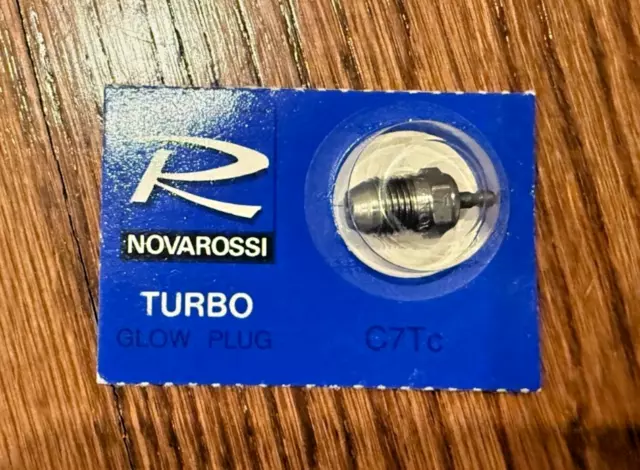 R
NOVAROSSI
TURBO
GLOW PLUG
C7Tc